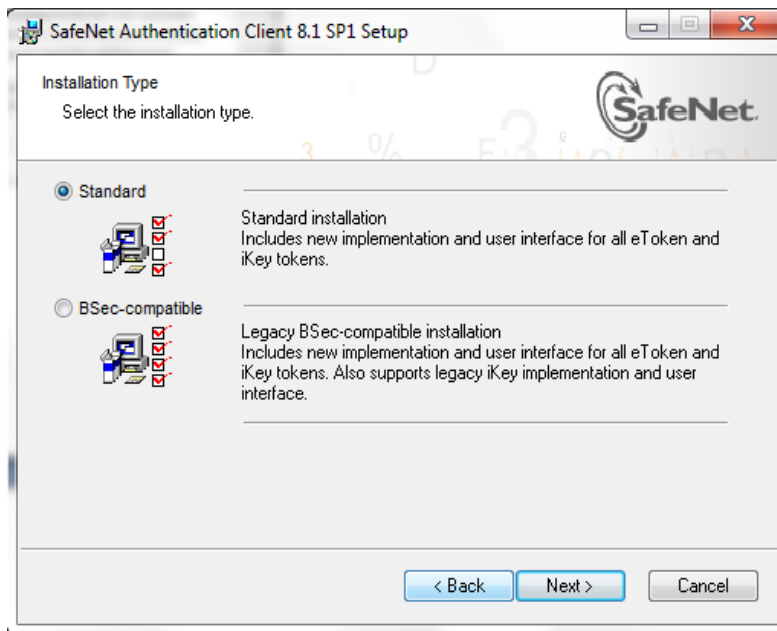 SafeNet Authentication Client 8.1 SP1 Setup
Installation Type
Select the installation type.
SafeNet.
Standard
Standard installation
Includes new implementation and user interface for all eToken and
iKey tokens.
BSec-compatible
Legacy BSec-compatible installation
Includes new implementation and user interface for all eToken and
iKey tokens. Also supports legacy iKey implementation and user
interface.
< Back
Next >
Cancel